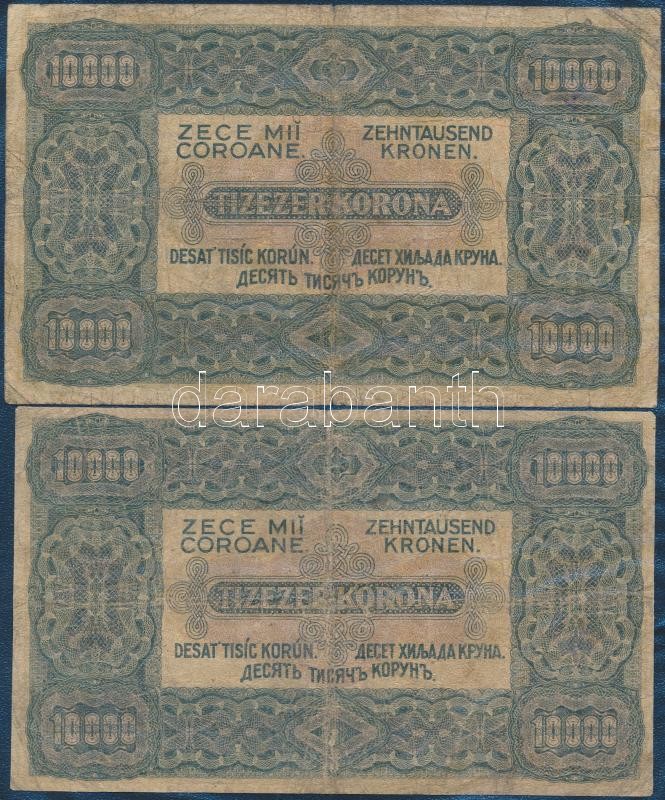 10000 10000
ZECE MII ZEHNTAUSEND
COROANE. KRONEN.
TIZEZER KORONA
DESAŤ TISÍC KORÚN. ДЕСЕТ ХИЉАДА КРУНА.
ДЕСЯТЬ ТИСЯЧЪ КОРУНЪ.
10000 10000
darabanth
10000 10000
ZECE MII ZEHNTAUSEND
COROANE. KRONEN.
TIZEZER KORONA
DESAŤ TISÍC KORÚN. ДЕСЕТ ХИЉАДА КРУНА.
ДЕСЯТЬ ТИСЯЧЪ КОРУНЪ.
10000 10000